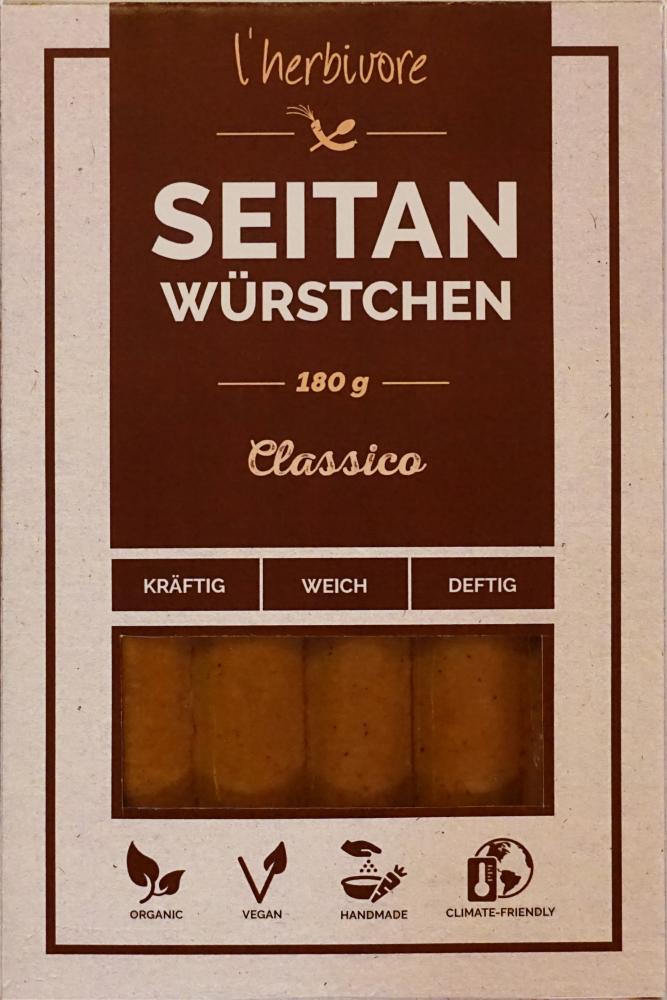 l'herbivore
SEITAN
WÜRSTCHEN
180 g
Classico
KRÄFTIG WEICH DEFTIG
ORGANIC VEGAN HANDMADE CLIMATE-FRIENDLY